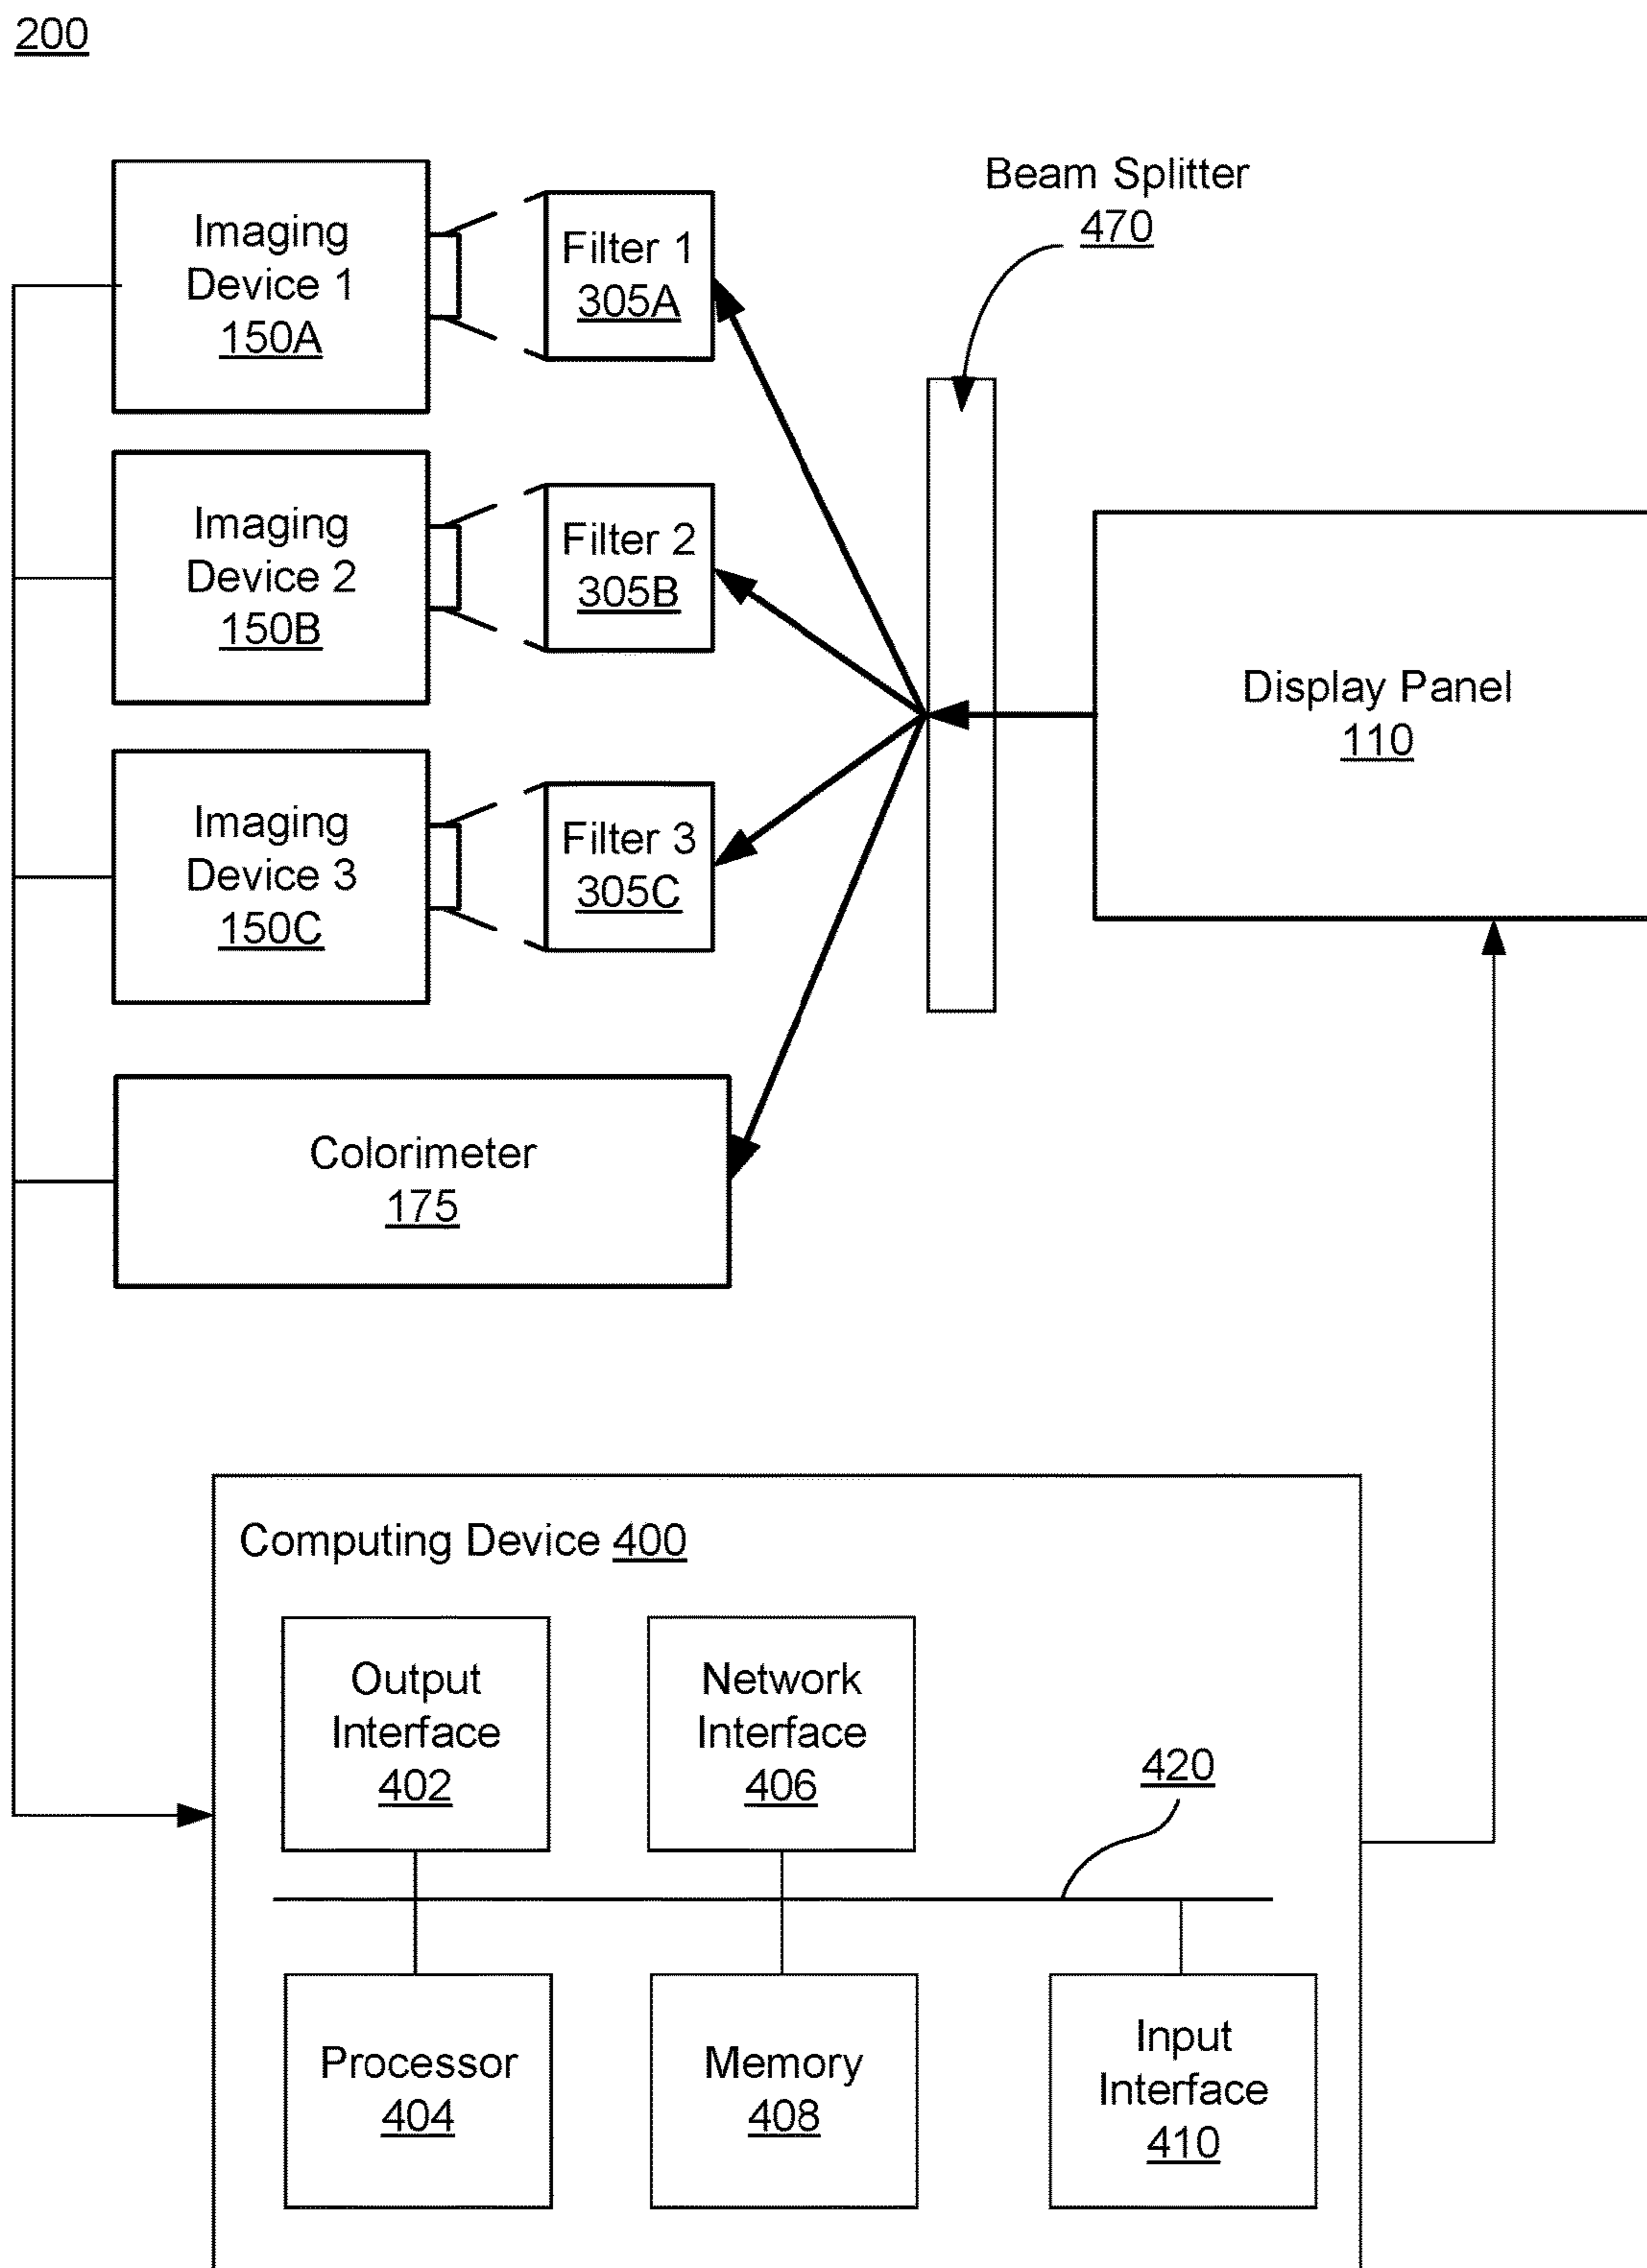 200
Beam Splitter
470
Imaging
Device 1
150A
Filter 1
305A
Imaging
Device 2
150B
Filter 2
305B
Display Panel
110
Imaging
Device 3
150C
Filter 3
305C
Colorimeter
175
Computing Device 400
Output
Interface
402
Network
Interface
406
420
Processor
404
Memory
408
Input
Interface
410